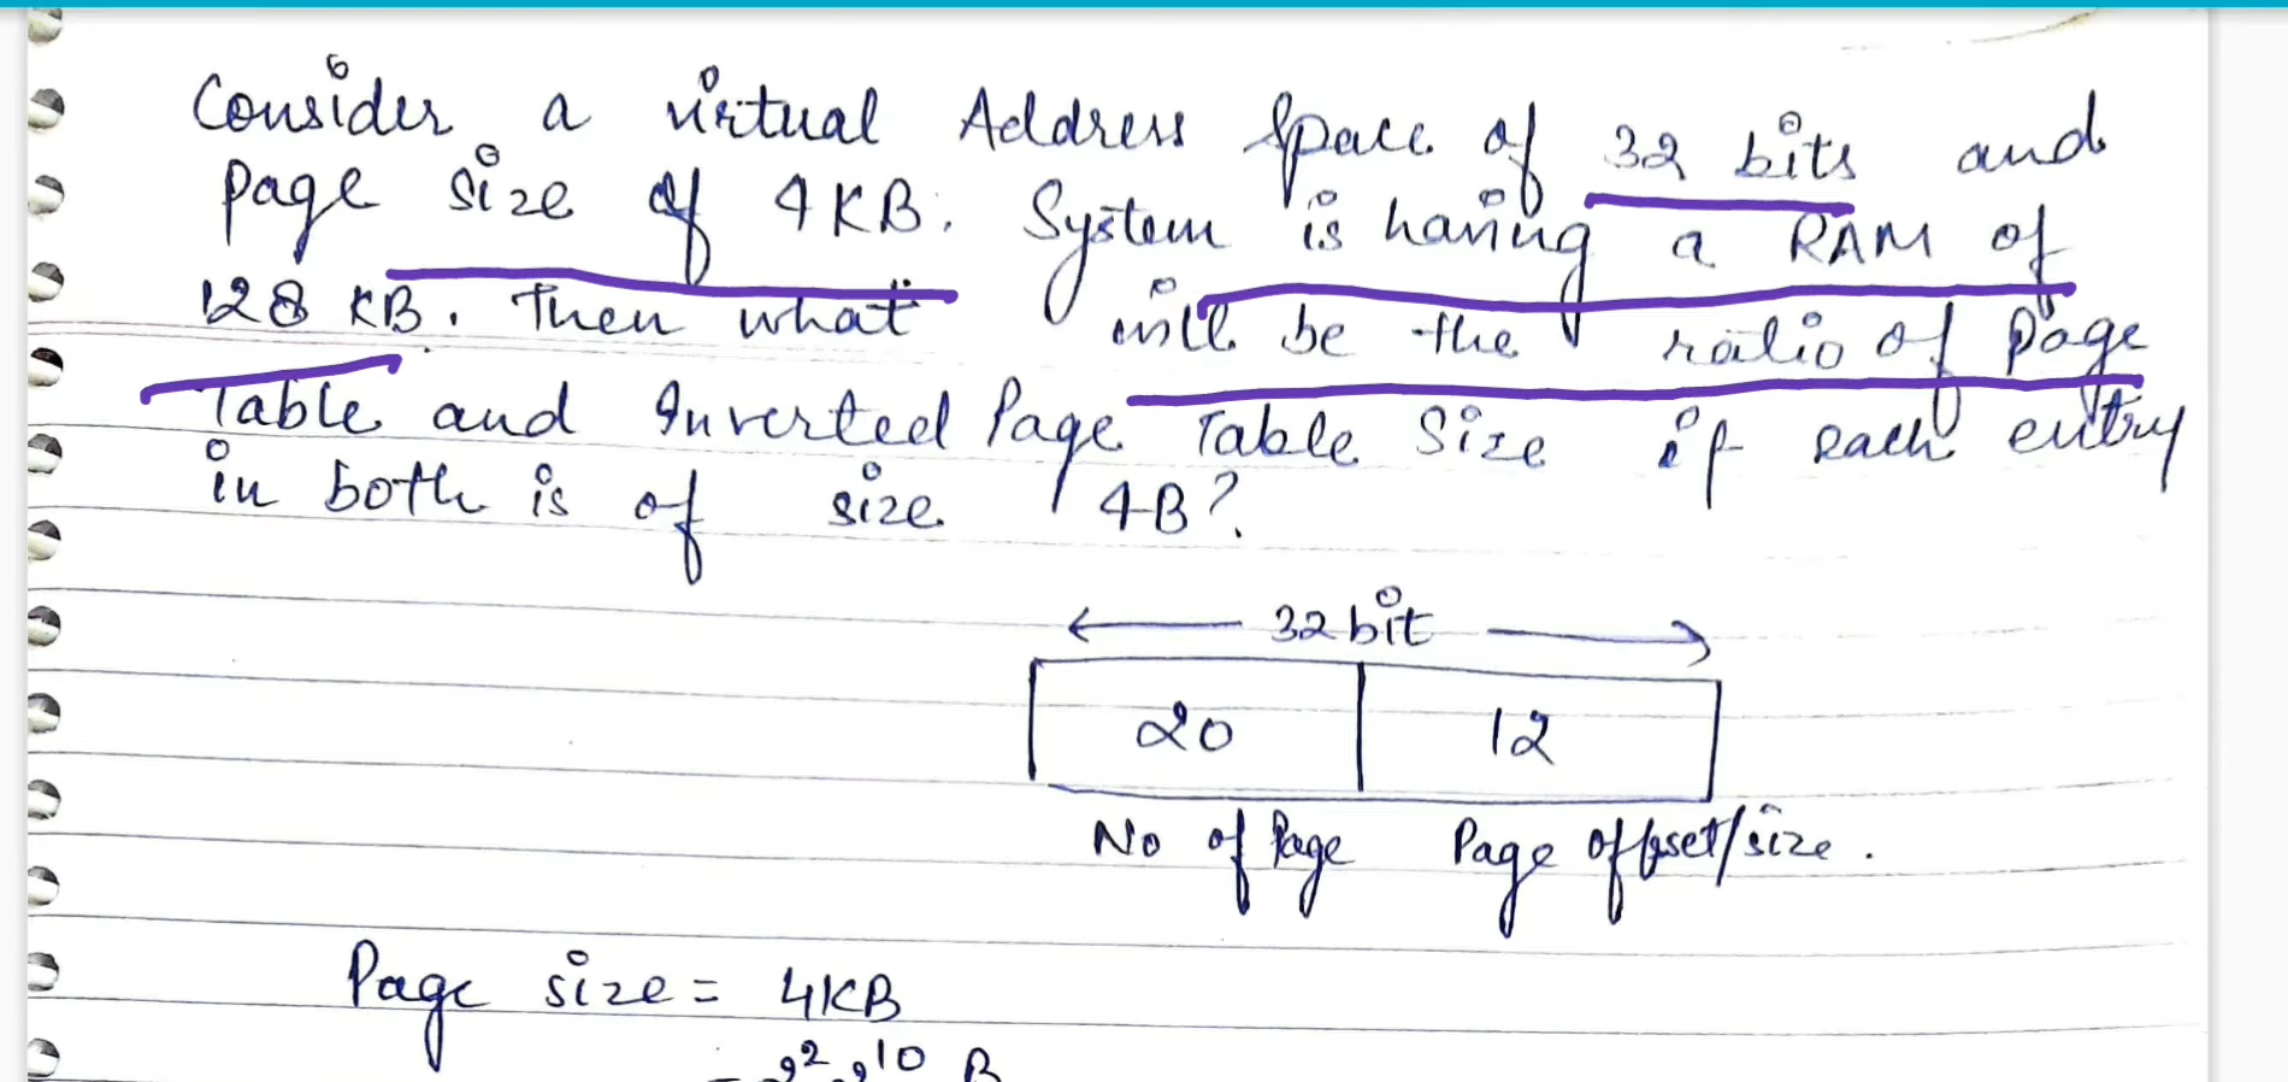 Consider a virtual Address Space of 32 bits and
Page size of 4KB. System is having a RAM of
128 KB. Then what will be the ratio of Page
Table and Inverted Page Table Size if each entry
in both is of size 4B?
32 bit
20 12
No of Page Page offset/size.
Page size = 4KB
= 2² 2¹⁰ B